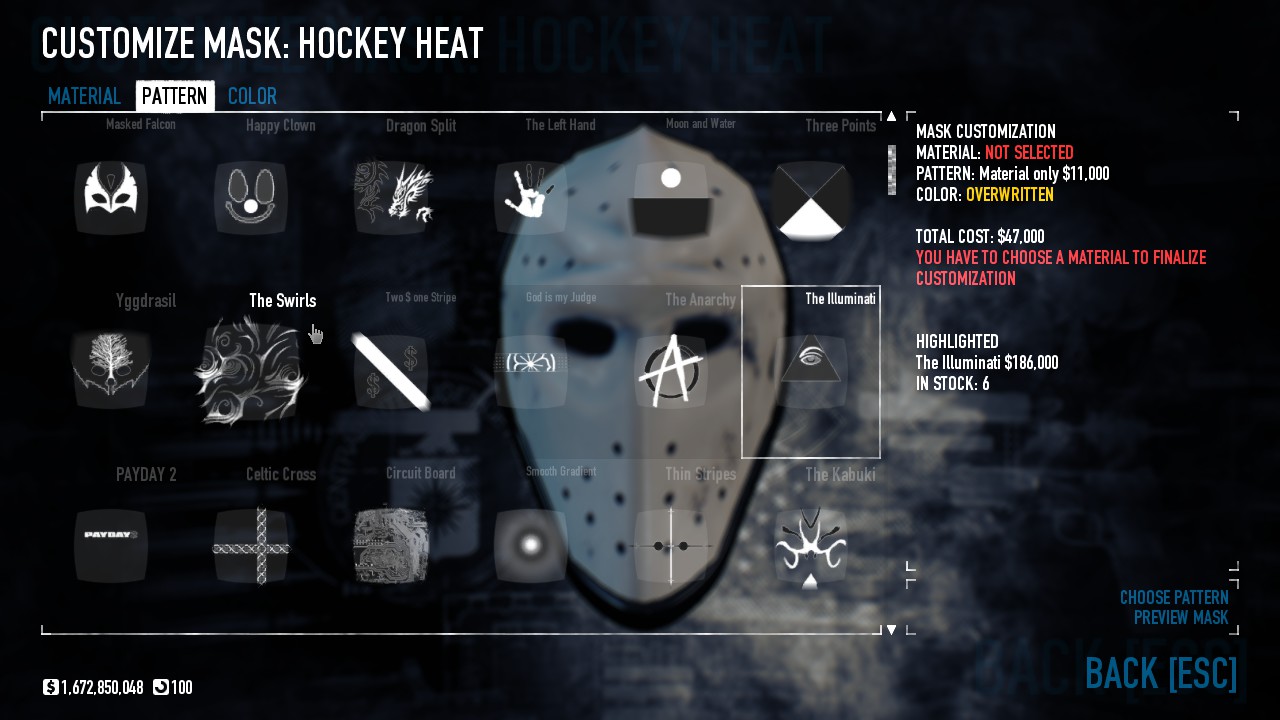 CUSTOMIZE MASK: HOCKEY HEAT
MATERIAL PATTERN COLOR
Masked Falcon Happy Clown Dragon Split The Left Hand Moon and Water Three Points
Yggdrasil The Swirls Two $ one Stripe God is my Judge The Anarchy The Illuminati
PAYDAY 2 Celtic Cross Circuit Board Smooth Gradient Thin Stripes The Kabuki
PAYDAY2
MASK CUSTOMIZATION
MATERIAL: NOT SELECTED
PATTERN: Material only $11,000
COLOR: OVERWRITTEN
TOTAL COST: $47,000
YOU HAVE TO CHOOSE A MATERIAL TO FINALIZE
CUSTOMIZATION
HIGHLIGHTED
The Illuminati $186,000
IN STOCK: 6
CHOOSE PATTERN
PREVIEW MASK
BACK [ESC]
1,672,850,048 100